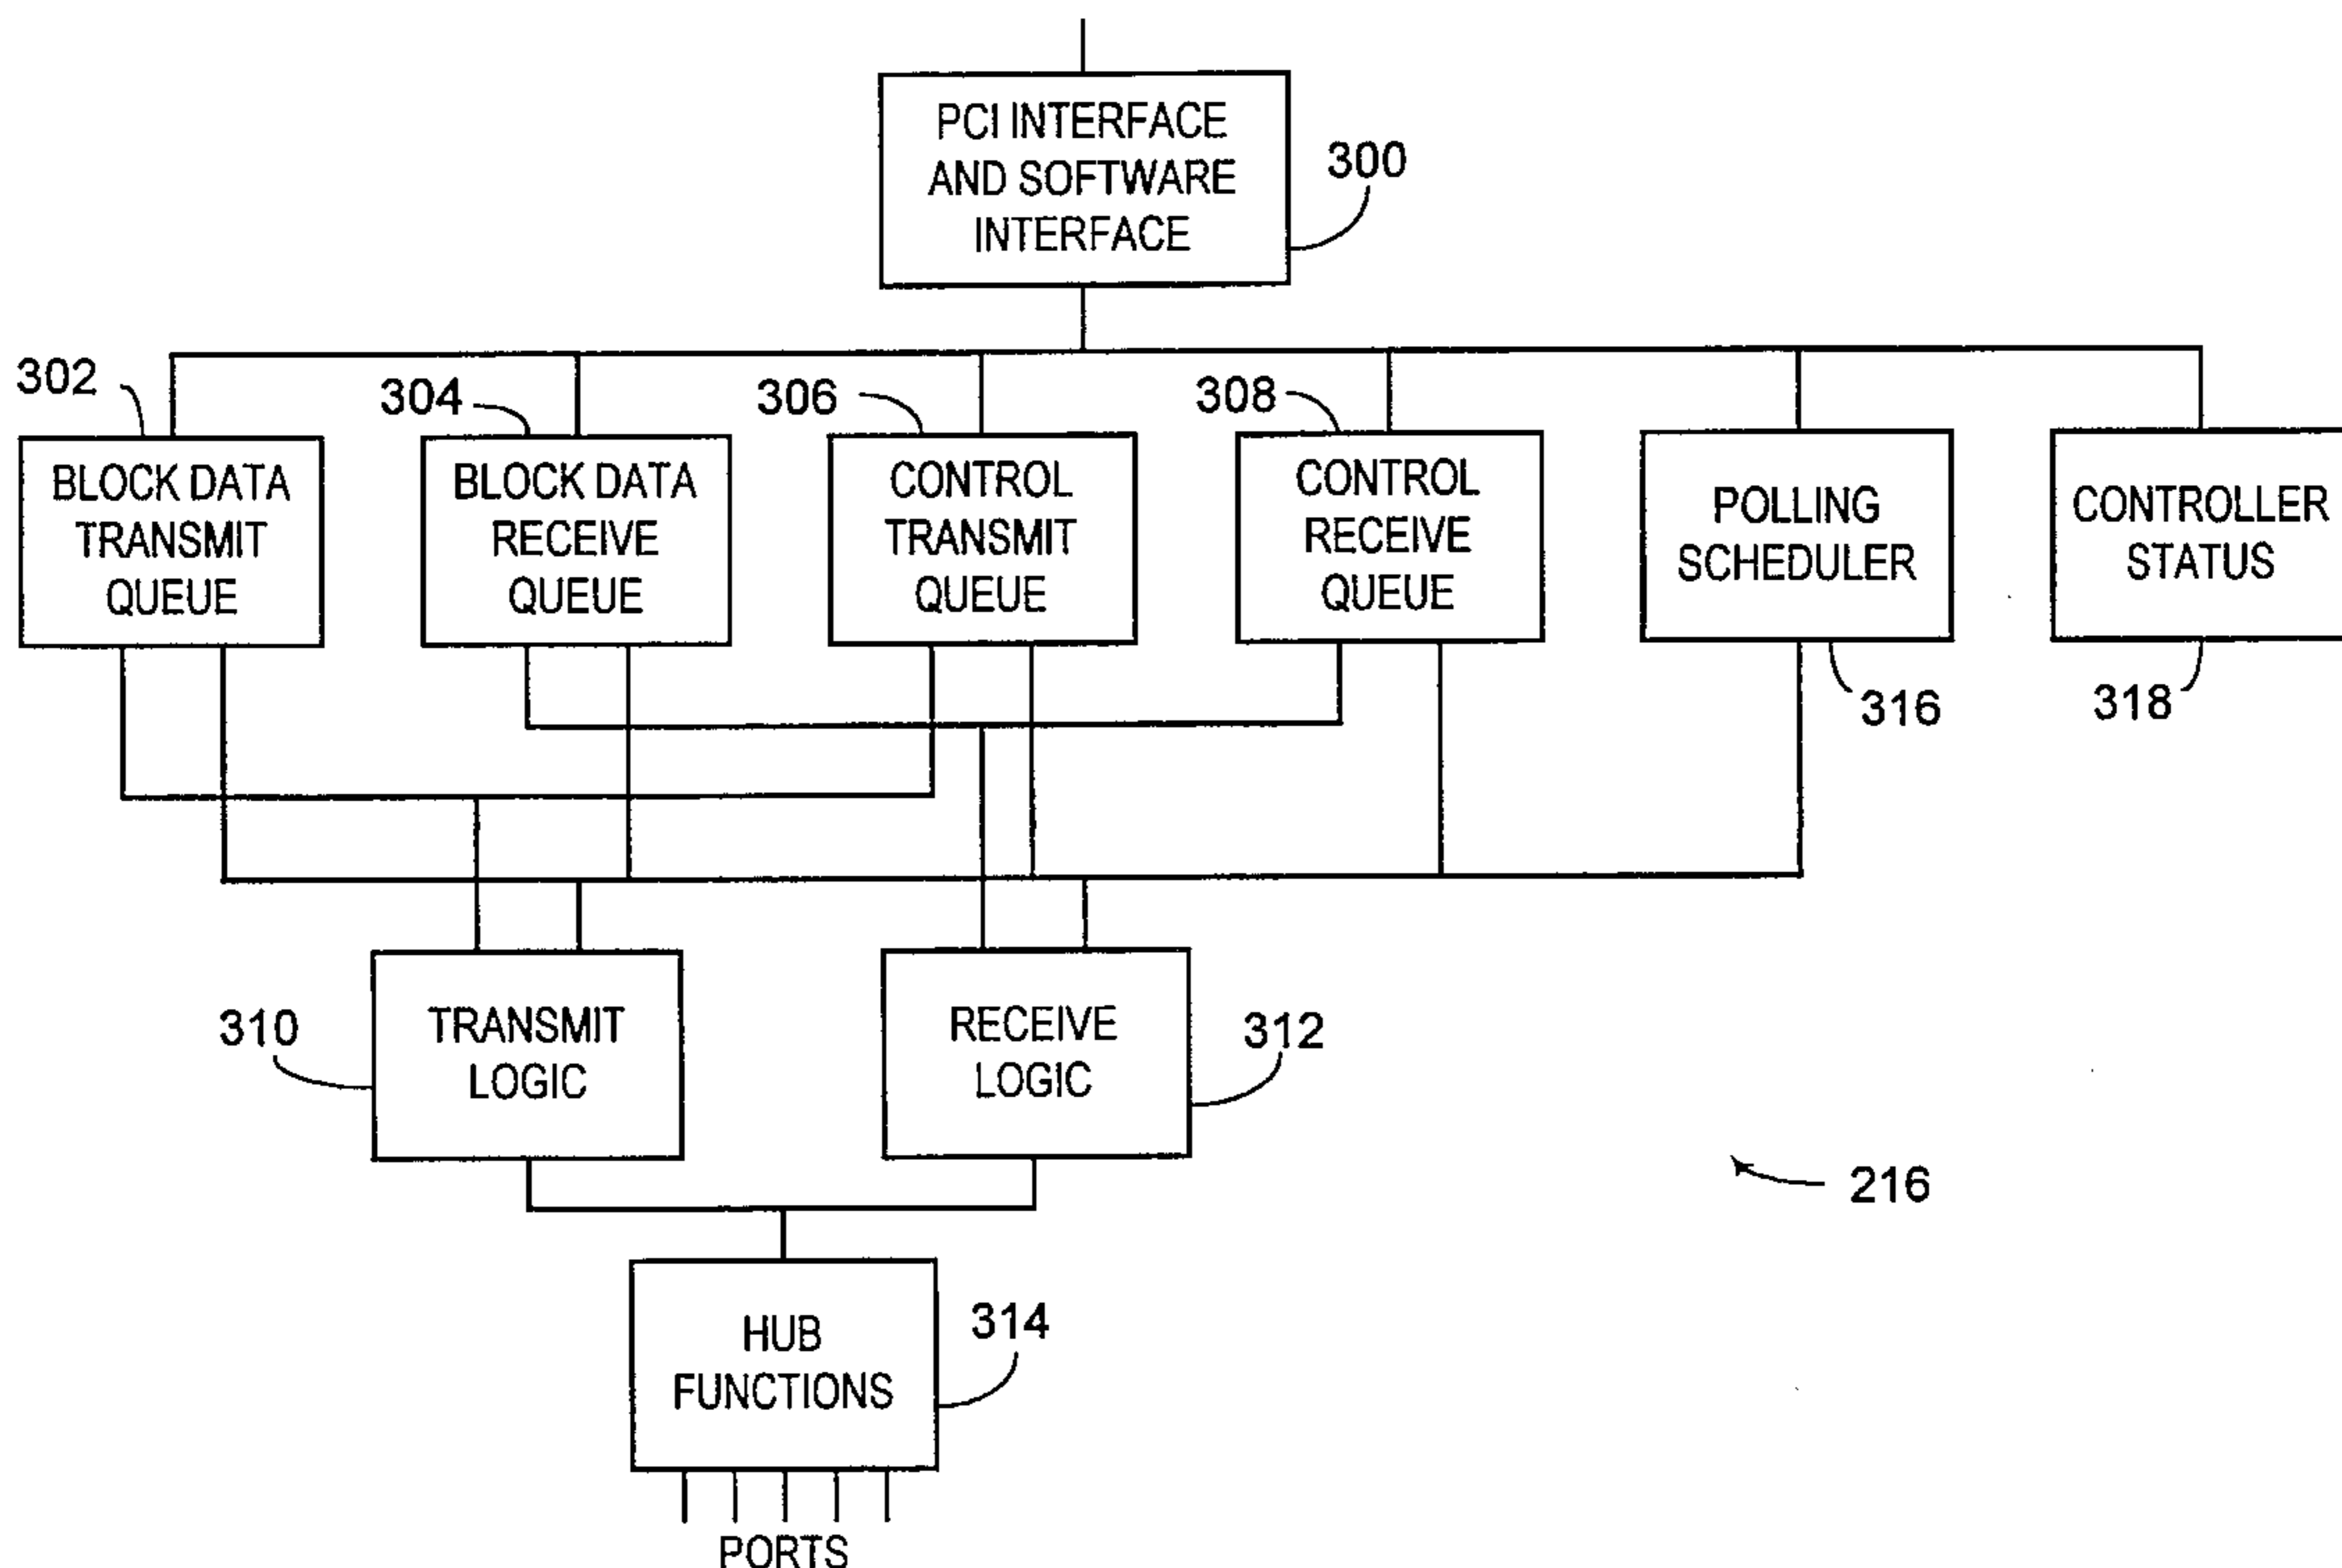 PCI INTERFACE
AND SOFTWARE
INTERFACE
300
302
304
306
308
BLOCK DATA
TRANSMIT
QUEUE
BLOCK DATA
RECEIVE
QUEUE
CONTROL
TRANSMIT
QUEUE
CONTROL
RECEIVE
QUEUE
POLLING
SCHEDULER
CONTROLLER
STATUS
316
318
310
TRANSMIT
LOGIC
RECEIVE
LOGIC
312
216
HUB
FUNCTIONS
314
PORTS